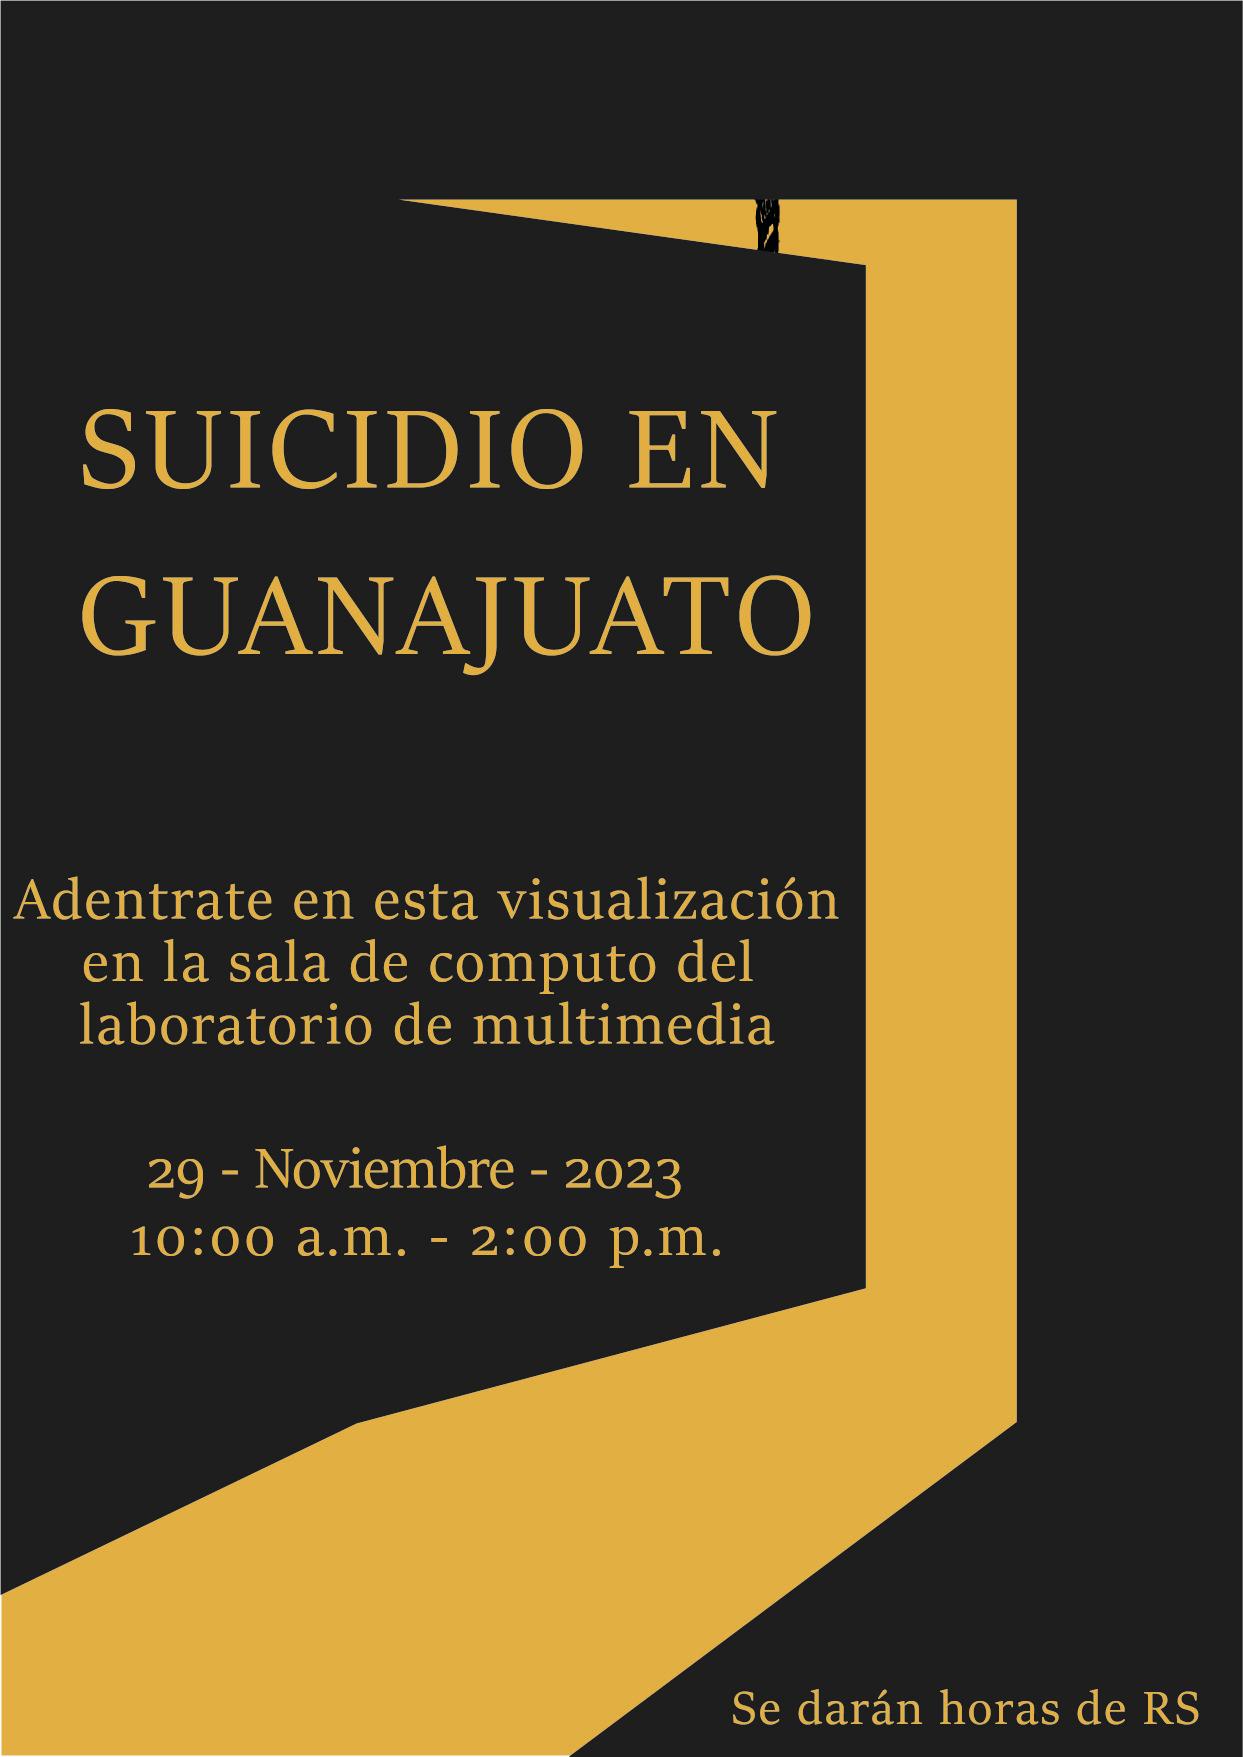 SUICIDIO EN
GUANAJUATO
Adentrate en esta visualización
en la sala de computo del
laboratorio de multimedia
29 - Noviembre - 2023
10:00 a.m. - 2:00 p.m.
Se darán horas de RS